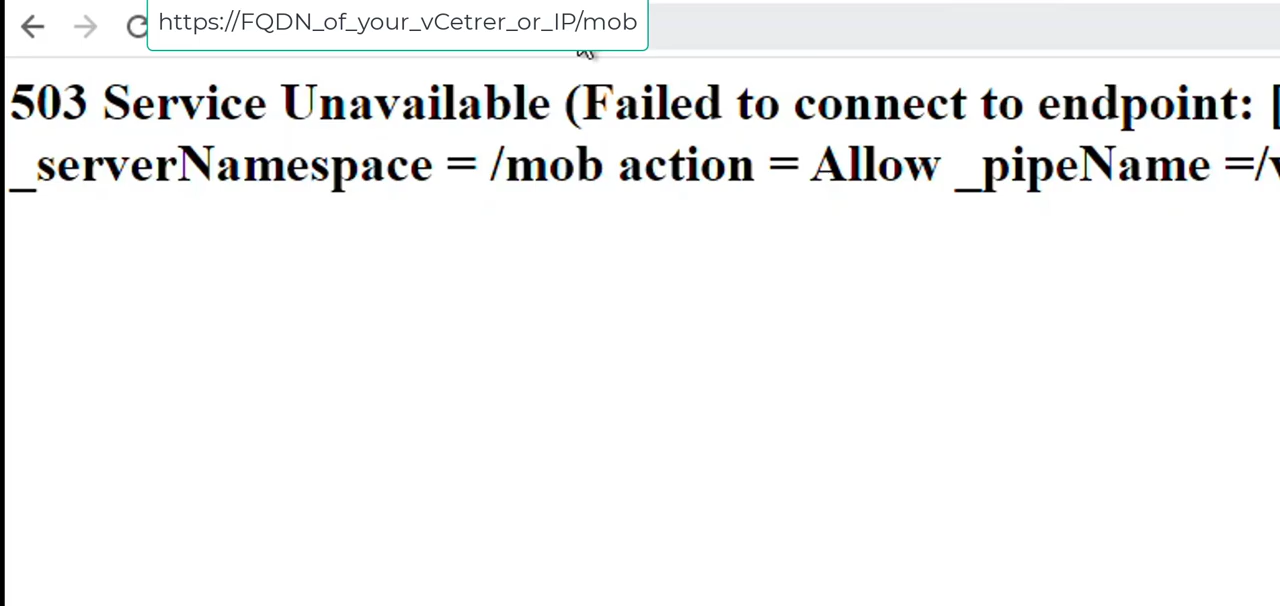 https://FQDN_of_your_vCetrer_or_IP/mob
503 Service Unavailable (Failed to connect to endpoint: [
_serverNamespace = /mob action = Allow _pipeName =/v